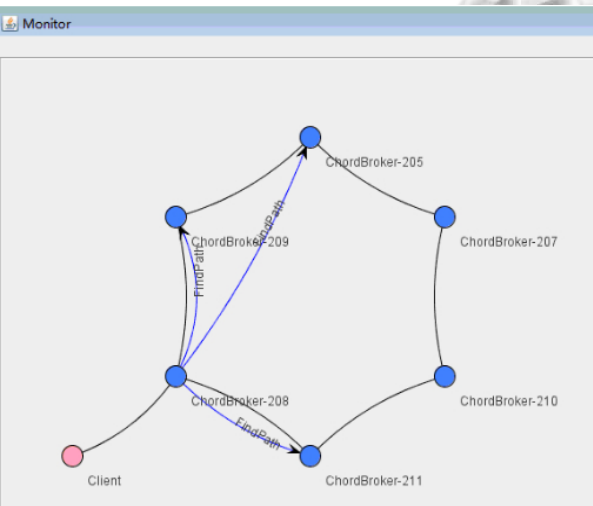 Monitor
ChordBroker-205
FindPath
ChordBroker-209
ChordBroker-207
FindPath
ChordBroker-208
ChordBroker-210
FindPath
Client
ChordBroker-211